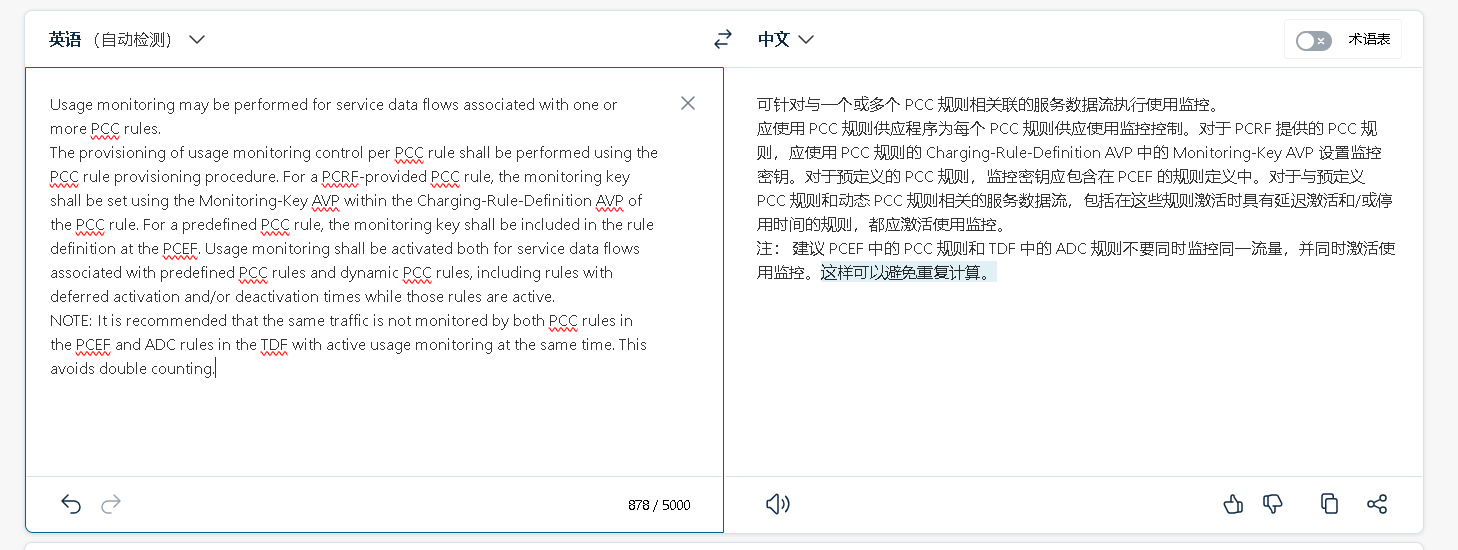 英语 （自动检测）
中文
术语表
Usage monitoring may be performed for service data flows associated with one or
more PCC rules.
The provisioning of usage monitoring control per PCC rule shall be performed using the
PCC rule provisioning procedure. For a PCRF-provided PCC rule, the monitoring key
shall be set using the Monitoring-Key AVP within the Charging-Rule-Definition AVP of
the PCC rule. For a predefined PCC rule, the monitoring key shall be included in the rule
definition at the PCEF. Usage monitoring shall be activated both for service data flows
associated with predefined PCC rules and dynamic PCC rules, including rules with
deferred activation and/or deactivation times while those rules are active.
NOTE: It is recommended that the same traffic is not monitored by both PCC rules in
the PCEF and ADC rules in the TDF with active usage monitoring at the same time. This
avoids double counting.
878 / 5000
可针对与一个或多个 PCC 规则相关联的服务数据流执行使用监控。
应使用 PCC 规则供应程序为每个 PCC 规则供应使用监控控制。对于 PCRF 提供的 PCC 规
则，应使用 PCC 规则的 Charging-Rule-Definition AVP 中的 Monitoring-Key AVP 设置监控
密钥。对于预定义的 PCC 规则，监控密钥应包含在 PCEF 的规则定义中。对于与预定义
PCC 规则和动态 PCC 规则相关的服务数据流，包括在这些规则激活时具有延迟激活和/或停
用时间的规则，都应激活使用监控。
注： 建议 PCEF 中的 PCC 规则和 TDF 中的 ADC 规则不要同时监控同一流量，并同时激活使
用监控。这样可以避免重复计算。